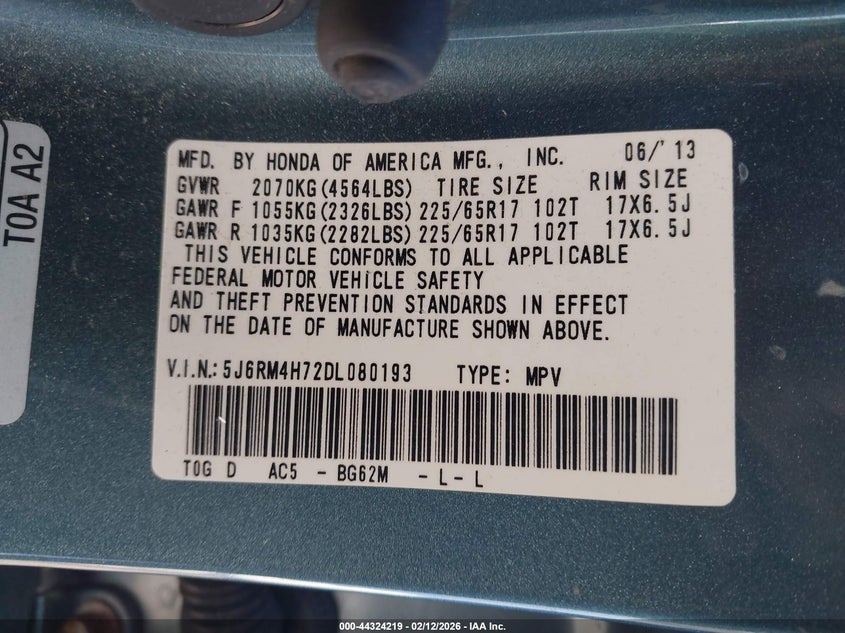 TOA A2
MFD. BY HONDA OF AMERICA MFG., INC. 06/'13
GVWR 2070KG(4564LBS) TIRE SIZE RIM SIZE
GAWR F 1055KG(2326LBS) 225/65R17 102T 17X6.5J
GAWR R 1035KG(2282LBS) 225/65R17 102T 17X6.5J
THIS VEHICLE CONFORMS TO ALL APPLICABLE
FEDERAL MOTOR VEHICLE SAFETY
AND THEFT PREVENTION STANDARDS IN EFFECT
ON THE DATE OF MANUFACTURE SHOWN ABOVE.
V.I.N.: 5J6RM4H72DL080193 TYPE: MPV
T0G D AC5 - BG62M - L - L
000-44324219 - 02/12/2026 - IAA Inc.